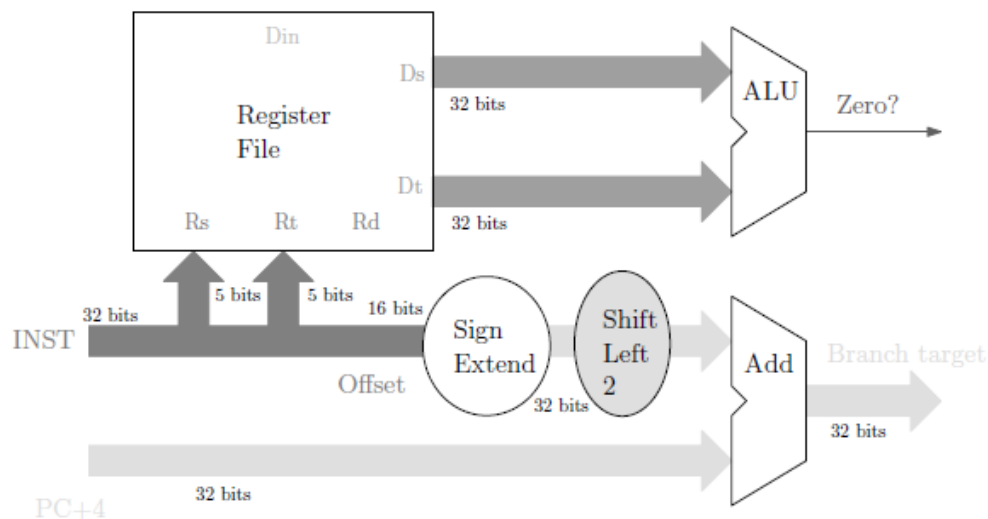 Din
Ds
32 bits
ALU
Zero?
Register
File
Dt
32 bits
Rs
Rt
Rd
5 bits
5 bits
16 bits
32 bits
INST
Sign
Extend
Shift
Left
2
Add
Branch target
Offset
32 bits
32 bits
32 bits
PC+4